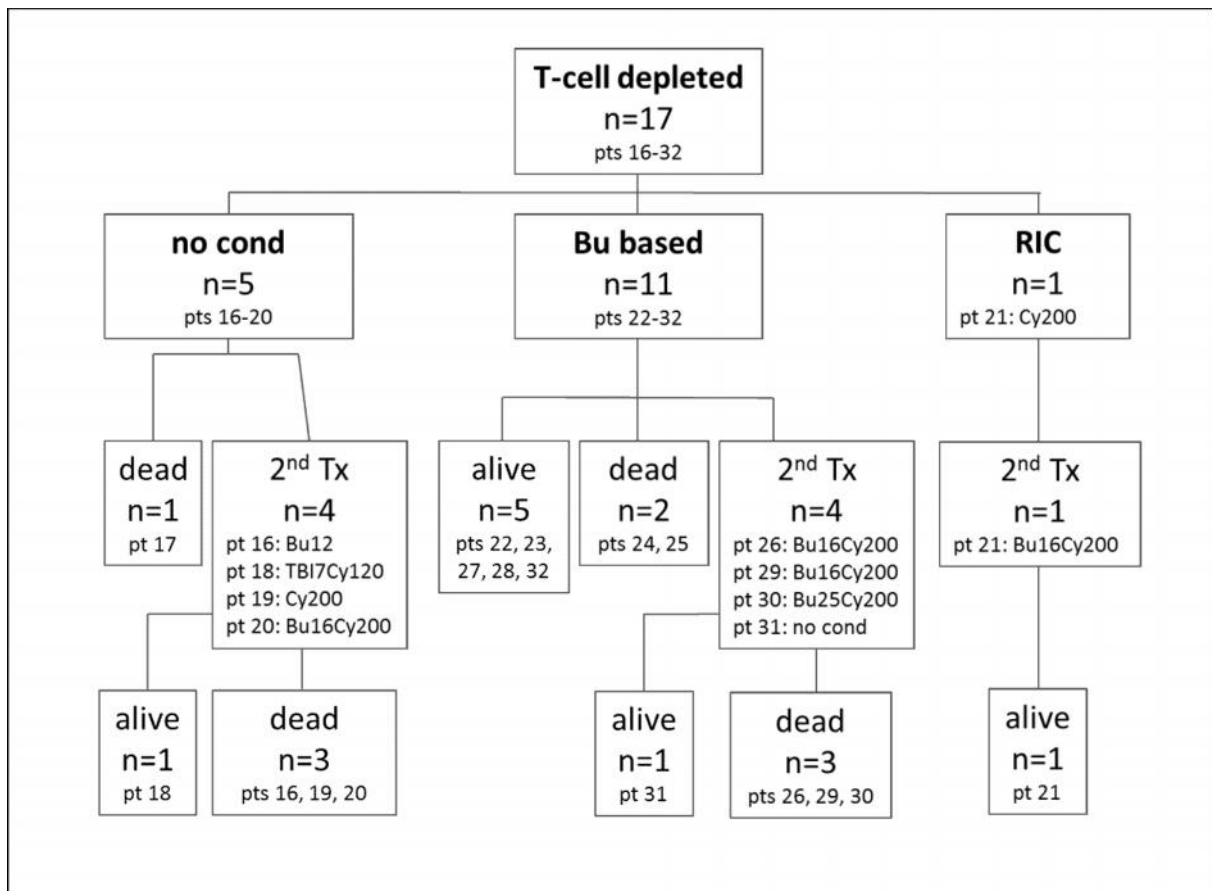 T-cell depleted
n=17
pts 16-32
no cond
n=5
pts 16-20
Bu based
n=11
pts 22-32
RIC
n=1
pt 21: Cy200
dead
n=1
pt 17
2nd Tx
n=4
pt 16: Bu12
pt 18: TBI7Cy120
pt 19: Cy200
pt 20: Bu16Cy200
alive
n=5
pts 22, 23,
27, 28, 32
dead
n=2
pts 24, 25
2nd Tx
n=4
pt 26: Bu16Cy200
pt 29: Bu16Cy200
pt 30: Bu25Cy200
pt 31: no cond
2nd Tx
n=1
pt 21: Bu16Cy200
alive
n=1
pt 18
dead
n=3
pts 16, 19, 20
alive
n=1
pt 31
dead
n=3
pts 26, 29, 30
alive
n=1
pt 21